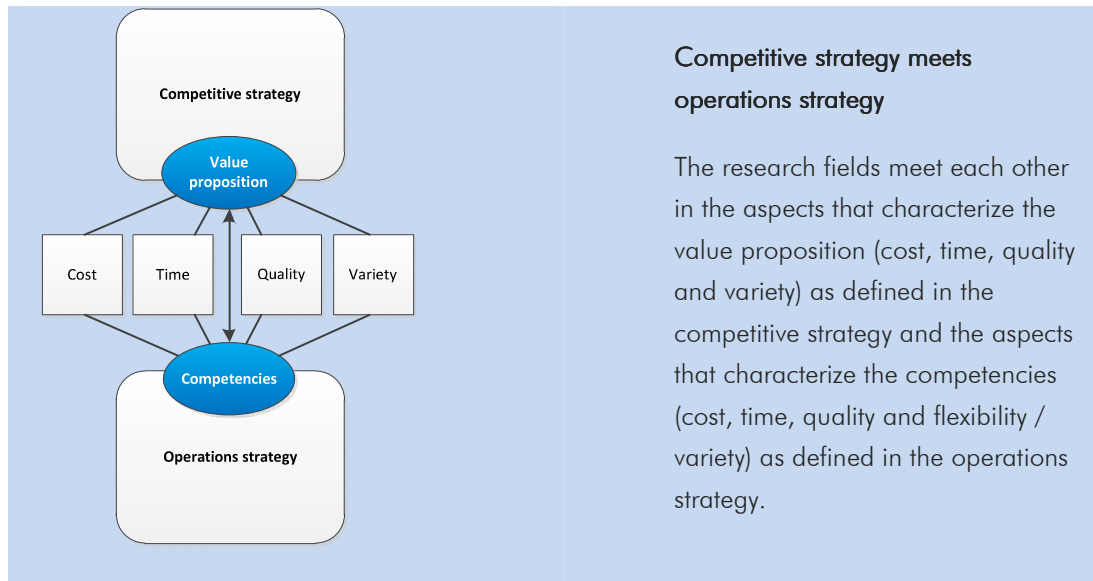 Competitive strategy
Value
proposition
Cost
Time
Quality
Variety
Competencies
Operations strategy
Competitive strategy meets
operations strategy
The research fields meet each other
in the aspects that characterize the
value proposition (cost, time, quality
and variety) as defined in the
competitive strategy and the aspects
that characterize the competencies
(cost, time, quality and flexibility /
variety) as defined in the operations
strategy.